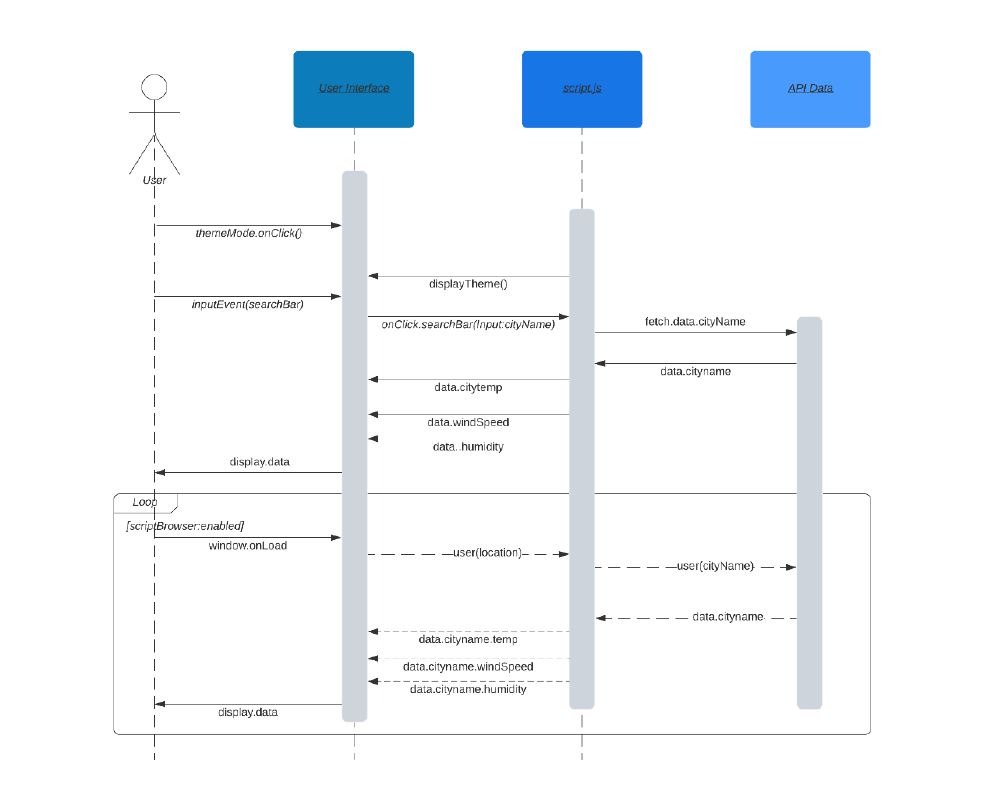 User Interface
script.js
API Data
User
themeMode.onClick()
displayTheme()
inputEvent(searchBar)
onClick.searchBar(Input:cityName)
fetch.data.cityName
data.cityname
data.citytemp
data.windSpeed
data..humidity
display.data
Loop
[scriptBrowser:enabled]
window.onLoad
user(location)
user(cityName)
data.cityname
data.cityname.temp
data.cityname.windSpeed
data.cityname.humidity
display.data